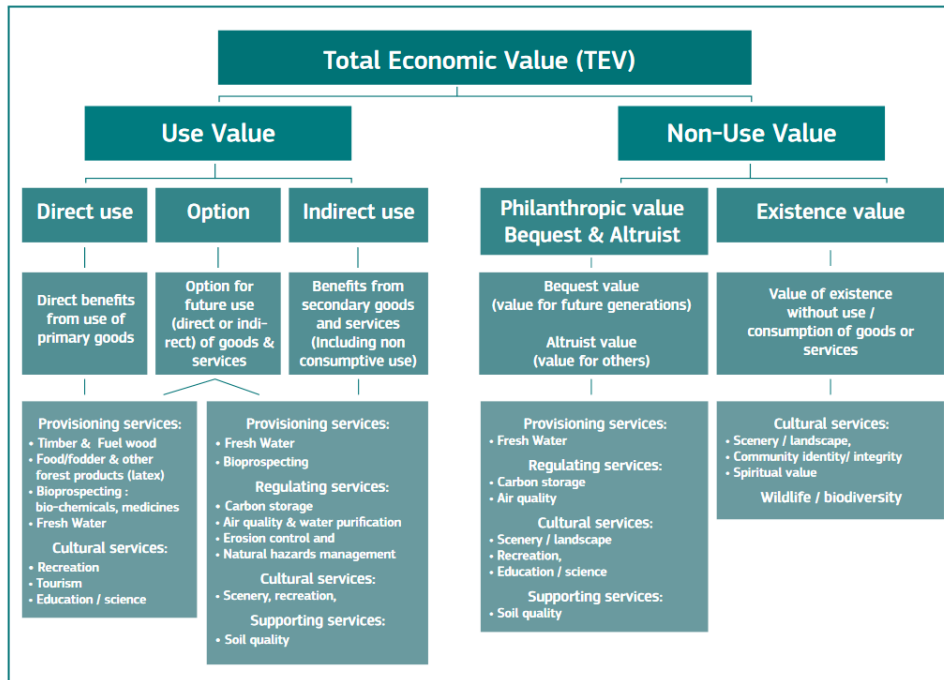 Total Economic Value (TEV)
Use Value
Non-Use Value
Direct use
Option
Indirect use
Philanthropic value
Bequest & Altruist
Existence value
Direct benefits
from use of
primary goods
Option for
future use
(direct or indi-
rect) of goods &
services
Benefits from
secondary goods
and services
(Including non
consumptive use)
Bequest value
(value for future generations)
Altruist value
(value for others)
Value of existence
without use /
consumption of goods or
services
Provisioning services:
• Timber & Fuel wood
• Food/fodder & other
forest products (latex)
• Bioprospecting :
bio-chemicals, medicines
• Fresh Water
Cultural services:
• Recreation
• Tourism
• Education / science
Provisioning services:
• Fresh Water
• Bioprospecting
Regulating services:
• Carbon storage
• Air quality & water purification
• Erosion control and
• Natural hazards management
Cultural services:
• Scenery, recreation,
Supporting services:
• Soil quality
Provisioning services:
• Fresh Water
Regulating services:
• Carbon storage
• Air quality
Cultural services:
• Scenery / landscape
• Recreation,
• Education / science
Supporting services:
• Soil quality
Cultural services:
• Scenery / landscape,
• Community identity/ integrity
• Spiritual value
Wildlife / biodiversity